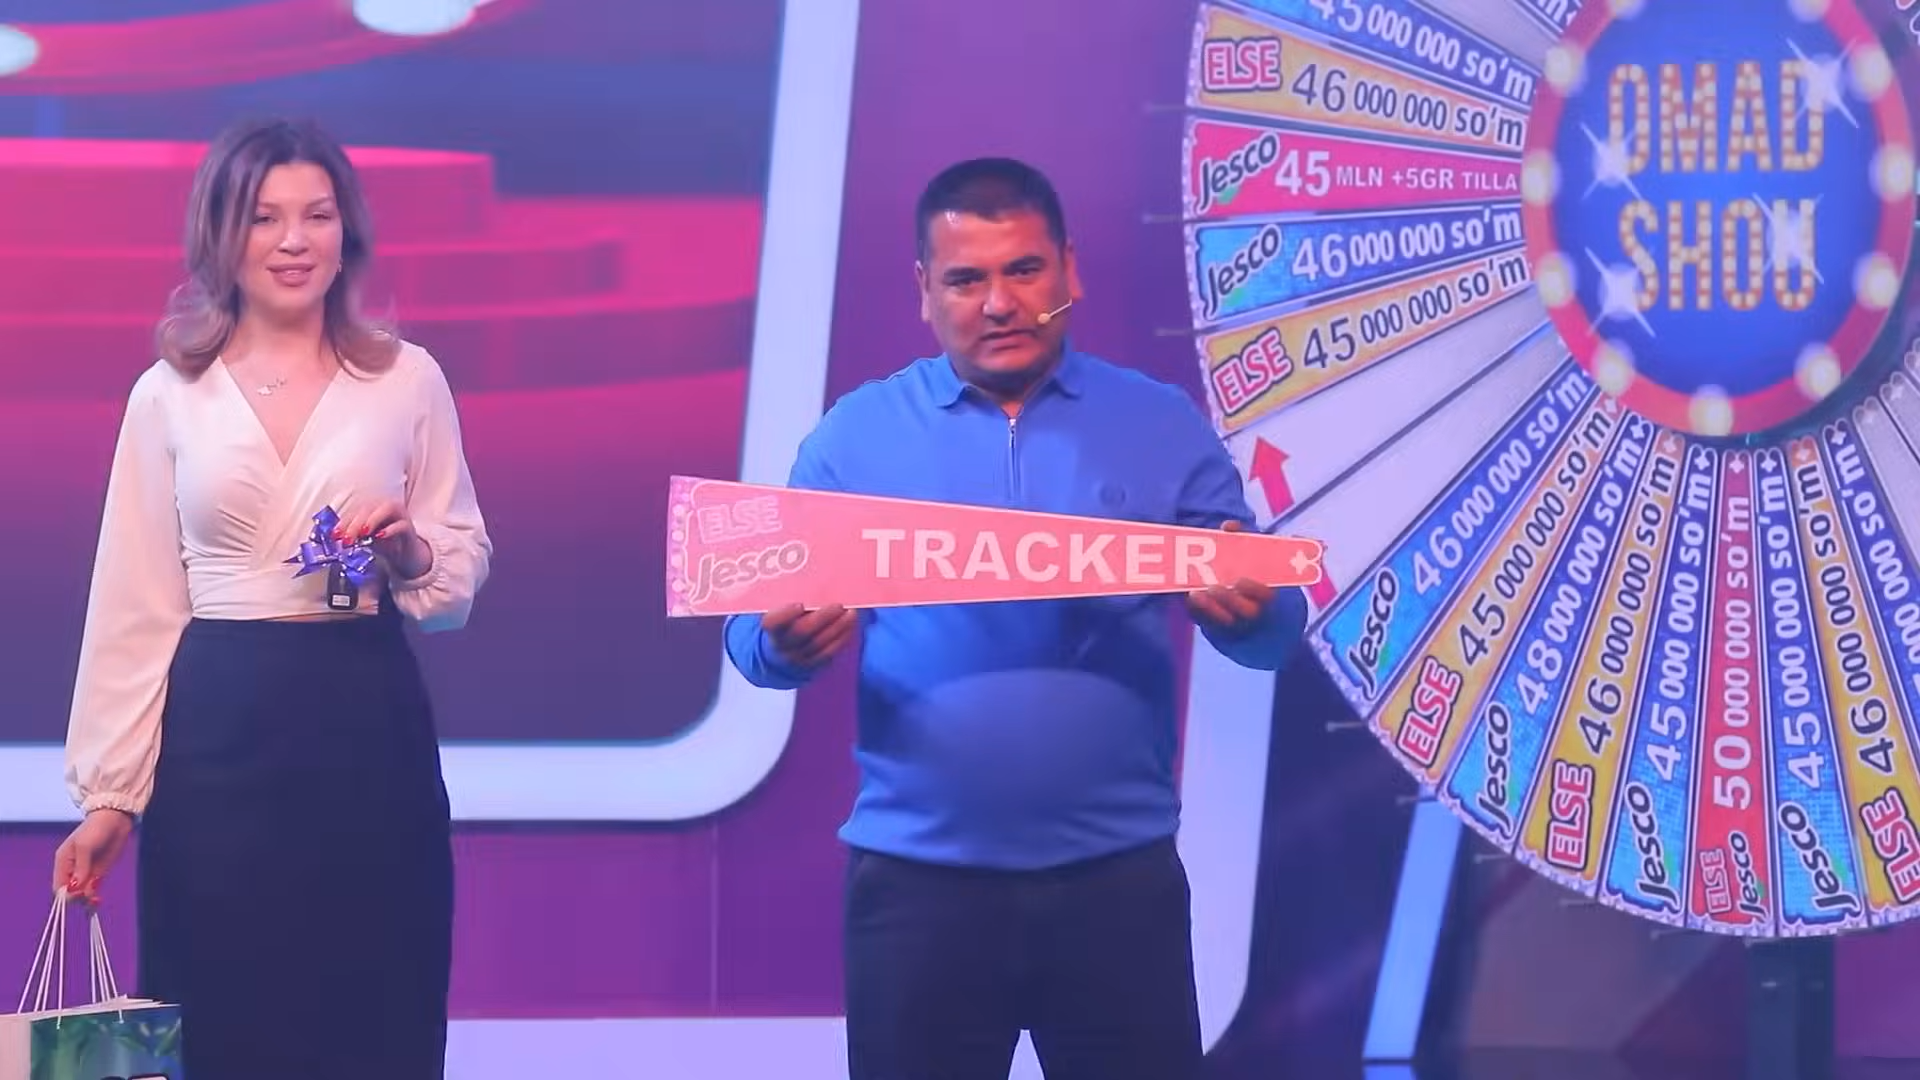 45 000 000 so'm
ELSE 46 000 000 so'm
Jesco 45 MLN +5GR TILLA
Jesco 46 000 000 so'm
ELSE 45 000 000 so'm
OMAD
SHOU
ELSE
Jesco
TRACKER
Jesco 46 000 000 so'm
ELSE 45 000 000 so'm
Jesco 48 000 000 so'm
ELSE 46 000 000 so'm
Jesco 45 000 000 so'm
ELSE
Jesco
50 000 000 so'm
Jesco 45 000 000 so'm
ELSE 46 000 000 so'm